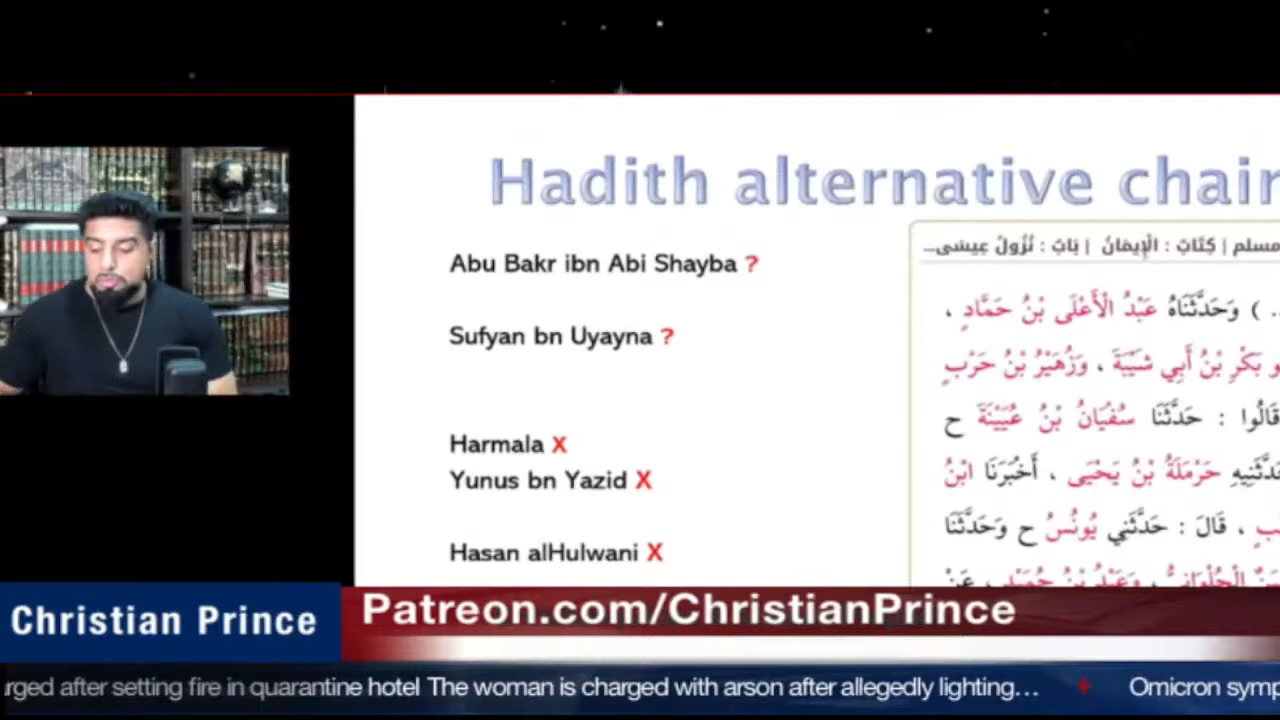 Hadith alternative chain
Abu Bakr ibn Abi Shayba ?
Sufyan bn Uyayna ?
Harmala X
Yunus bn Yazid X
Hasan alHulwani X
مسلم | كِتَابُ : الْإِيمَانُ | بَابُ : نُزُولُ عِيسَى...
) وَحَدَّثَنَاهُ عَبْدُ الْأَعْلَى بْنُ حَمَّادٍ ،
بَكْرِ بْنُ أَبِي شَيْبَةَ ، وَزُهَيْرُ بْنُ حَرْبٍ
قَالُوا : حَدَّثَنَا سُفْيَانُ بْنُ عُيَيْنَةَ ح
حَرْمَلَةُ بْنُ يَحْيَى ، أَخْبَرَنَا ابْنُ
، قَالَ : حَدَّثَنِي يُونُسُ ح وَحَدَّثَنَا
Christian Prince
Patreon.com/ChristianPrince
after setting fire in quarantine hotel The woman is charged with arson after allegedly lighting... Omicron